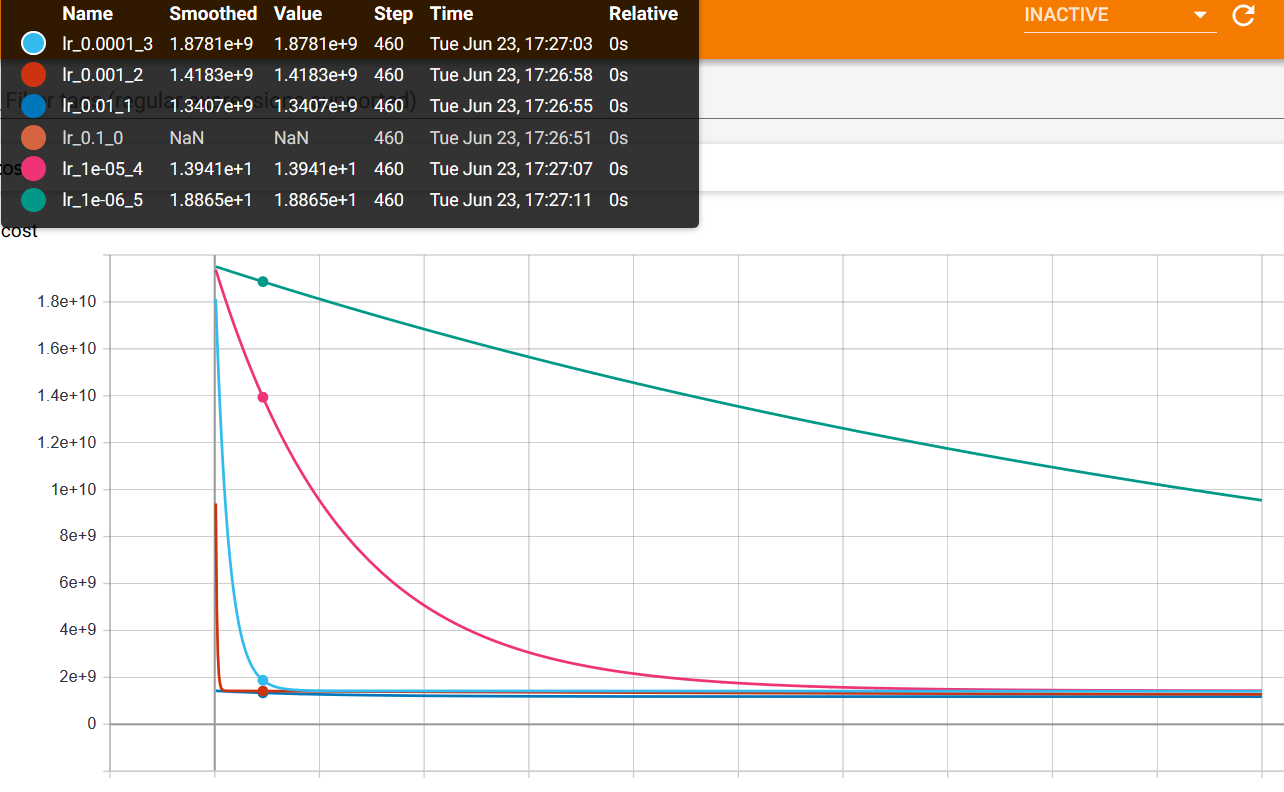 Name Smoothed Value Step Time Relative
INACTIVE
lr_0.0001_3 1.8781e+9 1.8781e+9 460 Tue Jun 23, 17:27:03 0s
lr_0.001_2 1.4183e+9 1.4183e+9 460 Tue Jun 23, 17:26:58 0s
Filter tags (regular expressions supported)
lr_0.01_1 1.3407e+9 1.3407e+9 460 Tue Jun 23, 17:26:55 0s
lr_0.1_0 NaN NaN 460 Tue Jun 23, 17:26:51 0s
cost
lr_1e-05_4 1.3941e+1 1.3941e+1 460 Tue Jun 23, 17:27:07 0s
lr_1e-06_5 1.8865e+1 1.8865e+1 460 Tue Jun 23, 17:27:11 0s
cost
1.8e+10
1.6e+10
1.4e+10
1.2e+10
1e+10
8e+9
6e+9
4e+9
2e+9
0